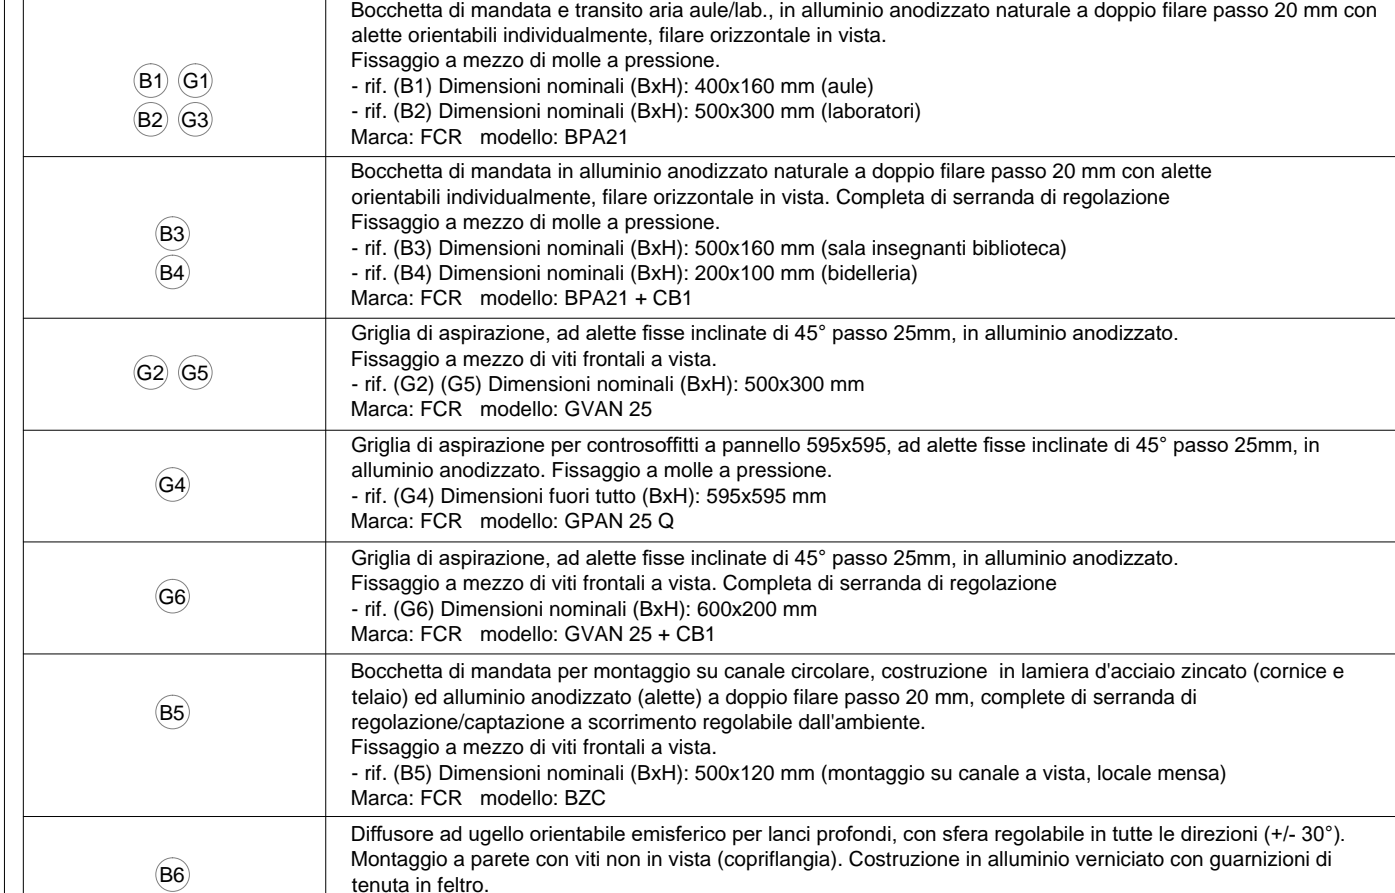 Bocchetta di mandata e transito aria aule/lab., in alluminio anodizzato naturale a doppio filare passo 20 mm con
alette orientabili individualmente, filare orizzontale in vista.
Fissaggio a mezzo di molle a pressione.
B1 G1
- rif. (B1) Dimensioni nominali (BxH): 400x160 mm (aule)
B2 G3
- rif. (B2) Dimensioni nominali (BxH): 500x300 mm (laboratori)
Marca: FCR modello: BPA21
Bocchetta di mandata in alluminio anodizzato naturale a doppio filare passo 20 mm con alette
orientabili individualmente, filare orizzontale in vista. Completa di serranda di regolazione
B3
Fissaggio a mezzo di molle a pressione.
- rif. (B3) Dimensioni nominali (BxH): 500x160 mm (sala insegnanti biblioteca)
B4
- rif. (B4) Dimensioni nominali (BxH): 200x100 mm (bidelleria)
Marca: FCR modello: BPA21 + CB1
Griglia di aspirazione, ad alette fisse inclinate di 45° passo 25mm, in alluminio anodizzato.
G2 G5
Fissaggio a mezzo di viti frontali a vista.
- rif. (G2) (G5) Dimensioni nominali (BxH): 500x300 mm
Marca: FCR modello: GVAN 25
Griglia di aspirazione per controsoffitti a pannello 595x595, ad alette fisse inclinate di 45° passo 25mm, in
G4
alluminio anodizzato. Fissaggio a molle a pressione.
- rif. (G4) Dimensioni fuori tutto (BxH): 595x595 mm
Marca: FCR modello: GPAN 25 Q
Griglia di aspirazione, ad alette fisse inclinate di 45° passo 25mm, in alluminio anodizzato.
G6
Fissaggio a mezzo di viti frontali a vista. Completa di serranda di regolazione
- rif. (G6) Dimensioni nominali (BxH): 600x200 mm
Marca: FCR modello: GVAN 25 + CB1
Bocchetta di mandata per montaggio su canale circolare, costruzione in lamiera d'acciaio zincato (cornice e
telaio) ed alluminio anodizzato (alette) a doppio filare passo 20 mm, complete di serranda di
B5
regolazione/captazione a scorrimento regolabile dall'ambiente.
Fissaggio a mezzo di viti frontali a vista.
- rif. (B5) Dimensioni nominali (BxH): 500x120 mm (montaggio su canale a vista, locale mensa)
Marca: FCR modello: BZC
Diffusore ad ugello orientabile emisferico per lanci profondi, con sfera regolabile in tutte le direzioni (+/- 30°).
B6
Montaggio a parete con viti non in vista (copriflangia). Costruzione in alluminio verniciato con guarnizioni di
tenuta in feltro.